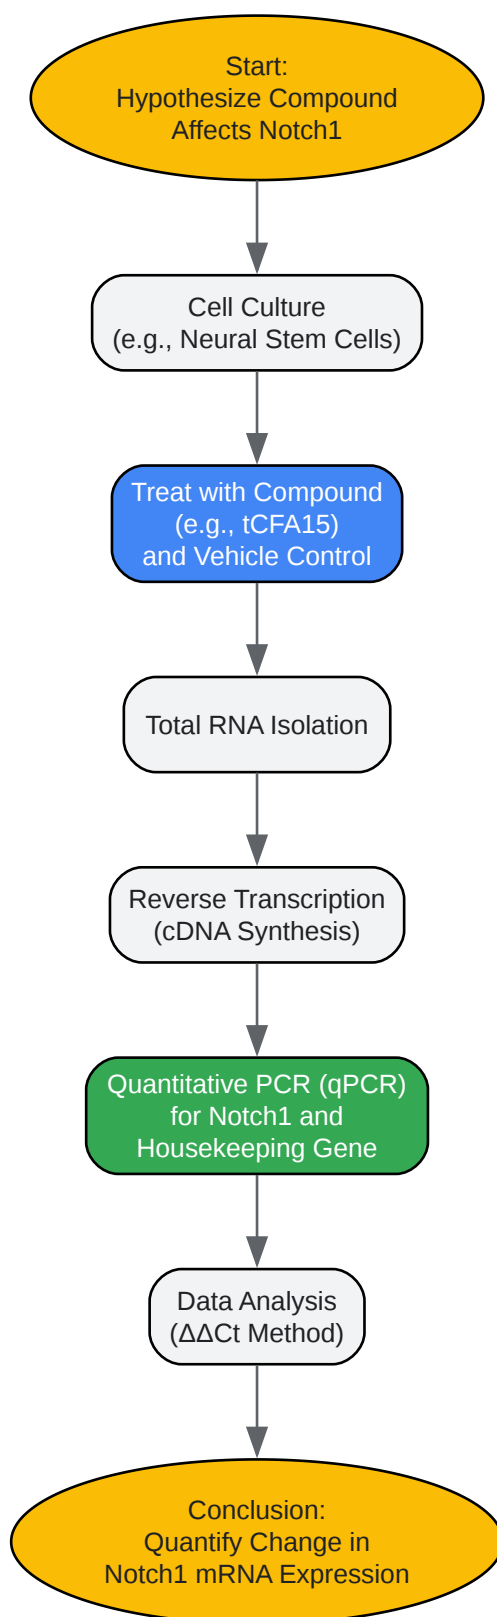 Start:
Hypothesize Compound
Affects Notch1
Cell Culture
(e.g., Neural Stem Cells)
Treat with Compound
(e.g., tCFA15)
and Vehicle Control
Total RNA Isolation
Reverse Transcription
(cDNA Synthesis)
Quantitative PCR (qPCR)
for Notch1 and
Housekeeping Gene
Data Analysis
(ΔΔCt Method)
Conclusion:
Quantify Change in
Notch1 mRNA Expression